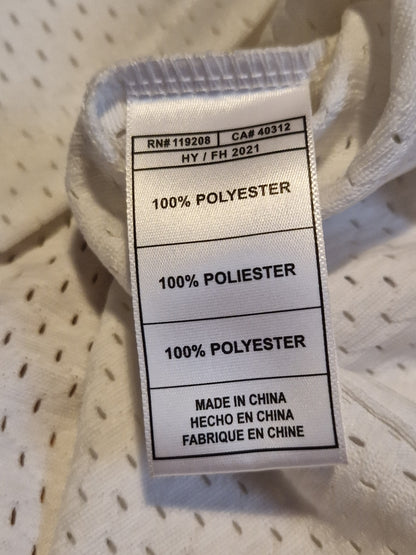 RN# 119208 CA# 40312
HY / FH 2021
100% POLYESTER
100% POLIESTER
100% POLYESTER
MADE IN CHINA
HECHO EN CHINA
FABRIQUE EN CHINE